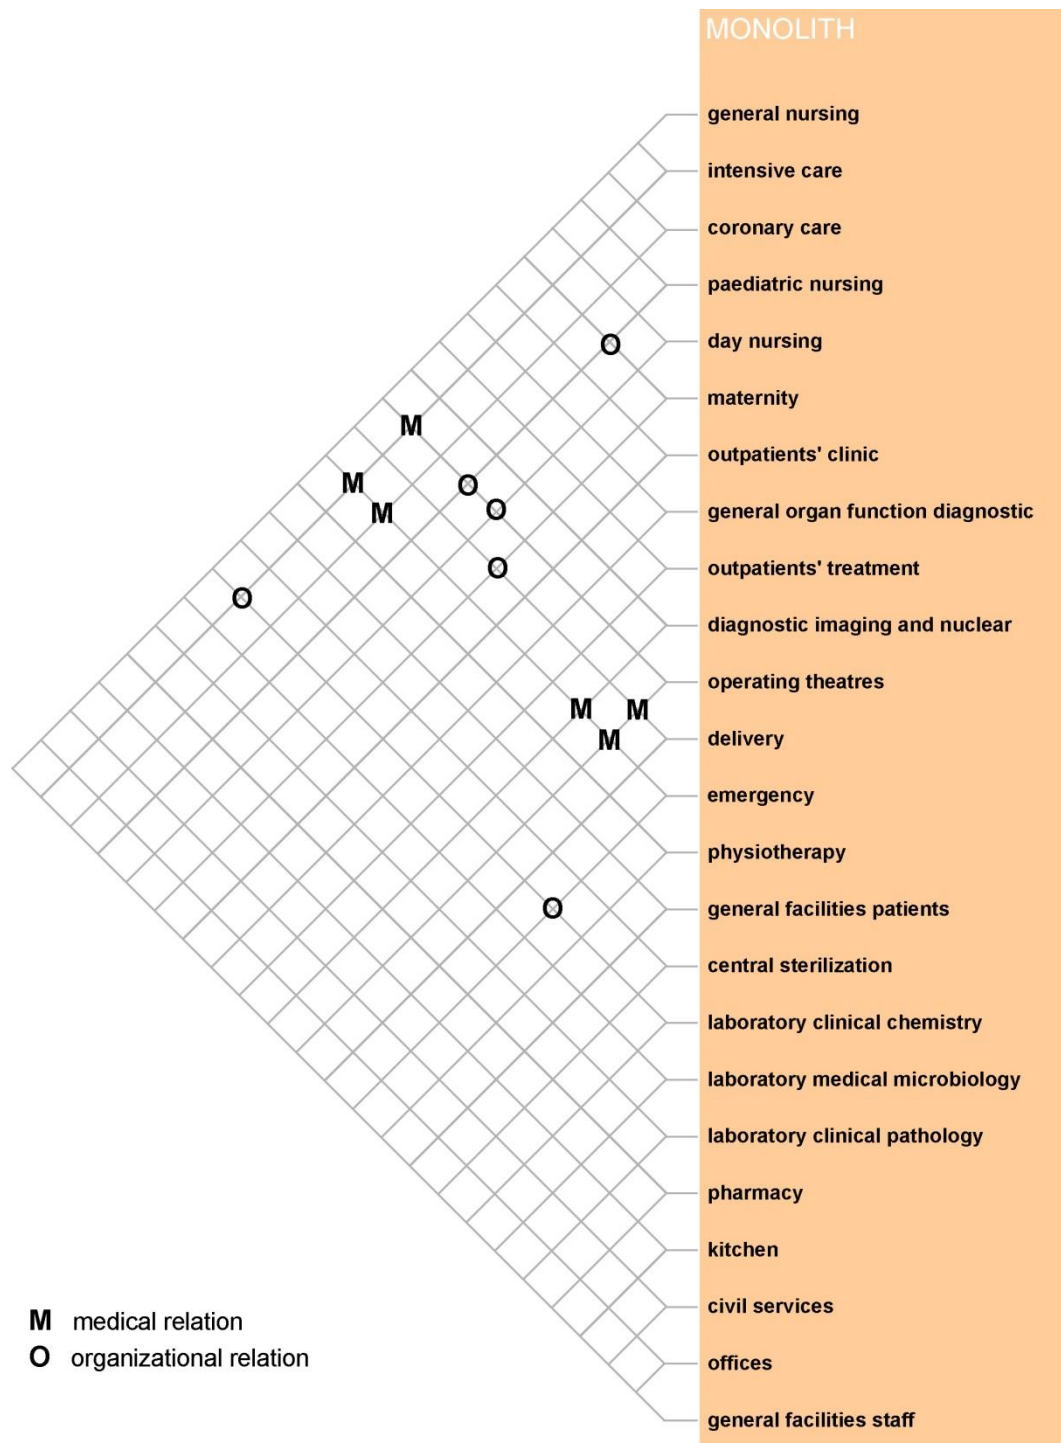 MONOLITH
general nursing
intensive care
coronary care
paediatric nursing
day nursing
O
maternity
M
outpatients' clinic
M
O
general organ function diagnostic
M
O
outpatients' treatment
O
O
diagnostic imaging and nuclear
operating theatres
M
M
delivery
M
emergency
physiotherapy
general facilities patients
O
central sterilization
laboratory clinical chemistry
laboratory medical microbiology
laboratory clinical pathology
pharmacy
kitchen
civil services
offices
general facilities staff
M medical relation
O organizational relation